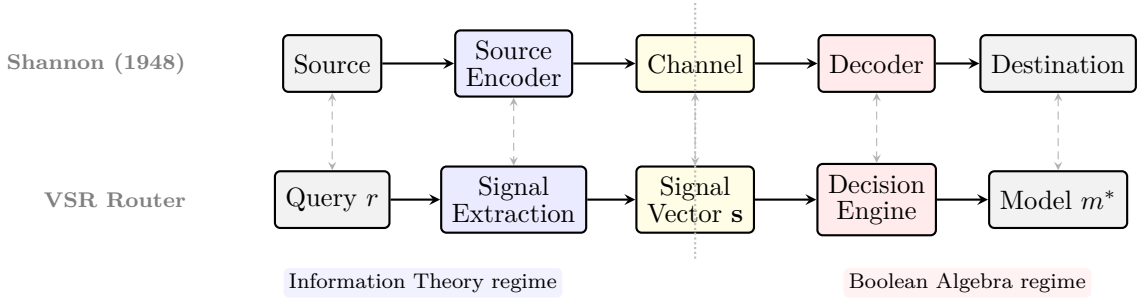 Shannon (1948)
Source
Source
Encoder
Channel
Decoder
Destination
VSR Router
Query r
Signal
Extraction
Signal
Vector s
Decision
Engine
Model m*
Information Theory regime
Boolean Algebra regime